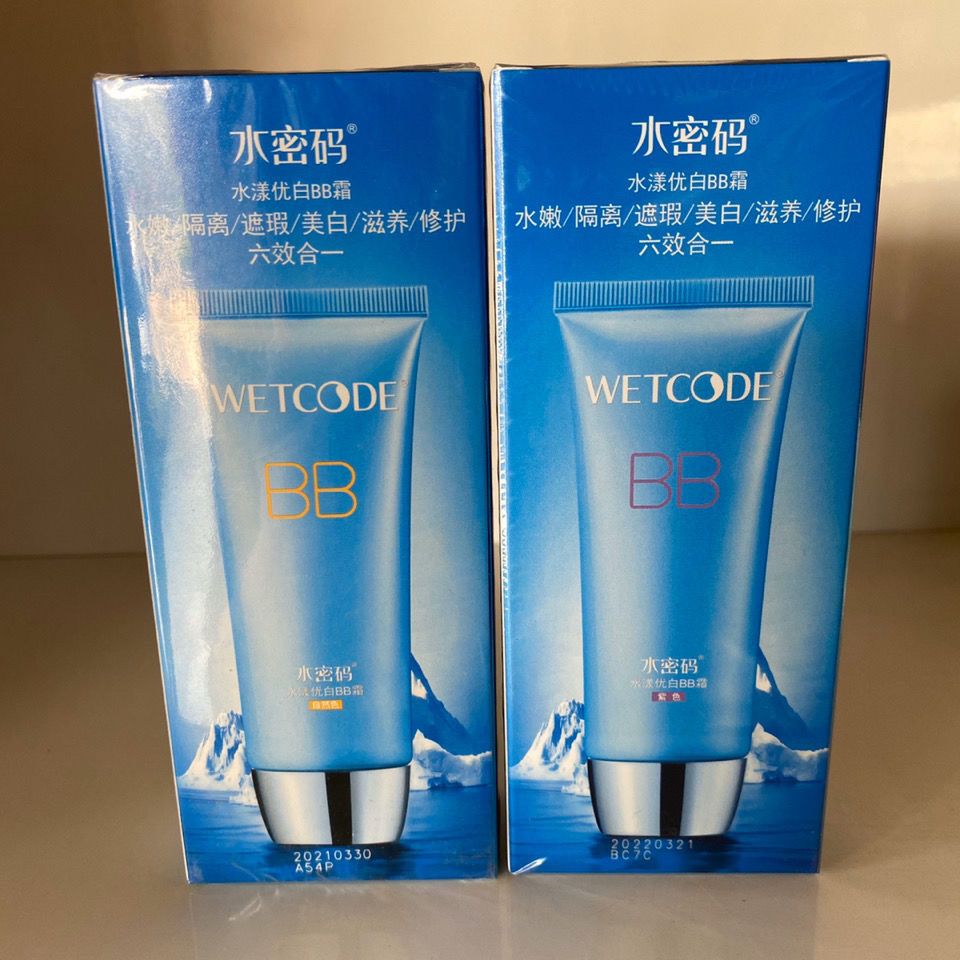 水密码®
水漾优白BB霜
水嫩/隔离/遮瑕/美白/滋养/修护
六效合一
WETCODE®
BB
水密码®
水漾优白BB霜
自然色
20210330
A54P
水密码®
水漾优白BB霜
水嫩/隔离/遮瑕/美白/滋养/修护
六效合一
WETCODE®
BB
水密码®
水漾优白BB霜
紫色
20220321
BC7C